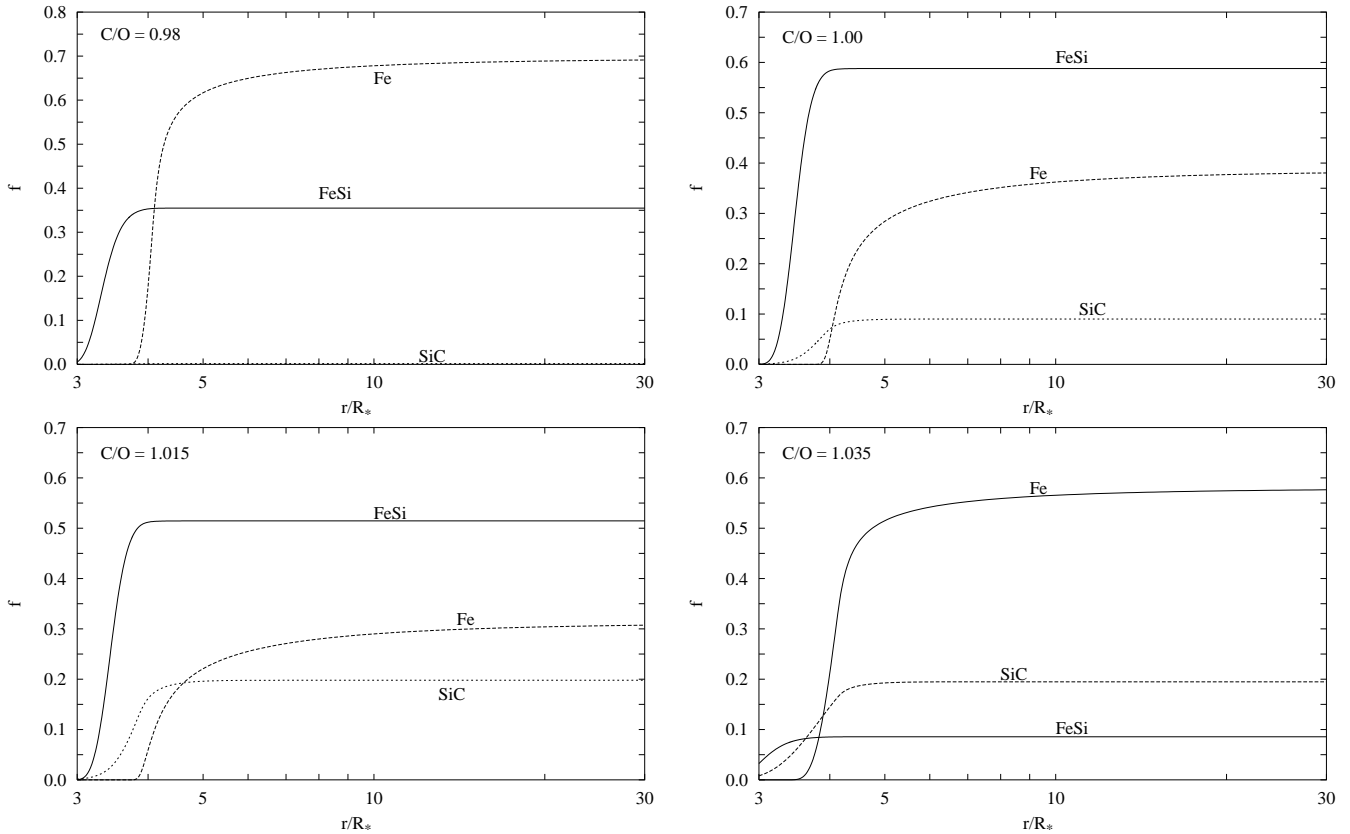 0.8
0.7
0.6
0.5
0.4
0.3
0.2
0.1
0.0
f
C/O = 0.98
Fe
FeSi
SiC
3
5
10
30
r/R*
0.7
0.6
0.5
0.4
0.3
0.2
0.1
0.0
f
C/O = 1.00
FeSi
Fe
SiC
3
5
10
30
r/R*
0.7
0.6
0.5
0.4
0.3
0.2
0.1
0.0
f
C/O = 1.015
FeSi
Fe
SiC
3
5
10
30
r/R*
0.7
0.6
0.5
0.4
0.3
0.2
0.1
0.0
f
C/O = 1.035
Fe
SiC
FeSi
3
5
10
30
r/R*